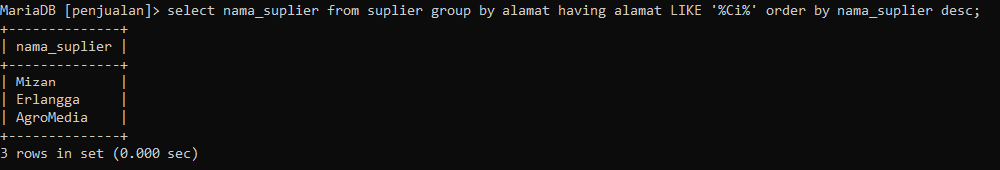 MariaDB [penjualan]> select nama_suplier from suplier group by alamat having alamat LIKE '%Ci%' order by nama_suplier desc;
+--------------+
| nama_suplier |
+--------------+
| Mizan        |
| Erlangga     |
| AgroMedia    |
+--------------+
3 rows in set (0.000 sec)